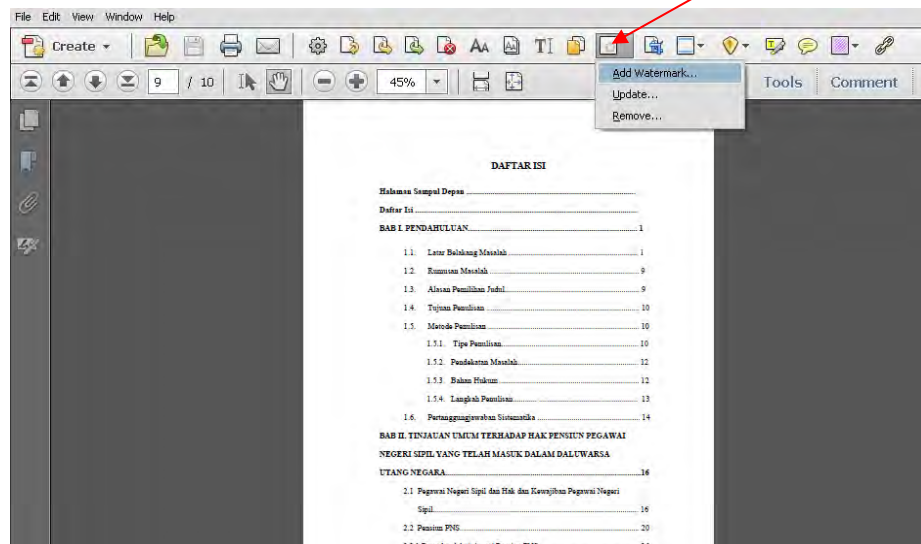 File Edit View Window Help
Create
9 / 10 45% Tools Comment
Add Watermark...
Update...
Remove...
DAFTAR ISI
Halaman Sampul Depan
Daftar Isi
BAB I. PENDAHULUAN 1
1.1. Latar Belakang Masalah 1
1.2. Rumusan Masalah 9
1.3. Alasan Pemilihan Judul 9
1.4. Tujuan Penulisan 10
1.5. Metode Penulisan 10
1.5.1. Tipe Penulisan 10
1.5.2. Pendekatan Masalah 12
1.5.3. Bahan Hukum 12
1.5.4. Langkah Penulisan 13
1.6. Pertanggungjawaban Sistematika 14
BAB II. TINJAUAN UMUM TERHADAP HAK PENSIUN PEGAWAI
NEGERI SIPIL YANG TELAH MASUK DALAM DALUWARSA
UTANG NEGARA 16
2.1 Pegawai Negeri Sipil dan Hak dan Kewajiban Pegawai Negeri
Sipil 16
2.2 Pensiun PNS 20